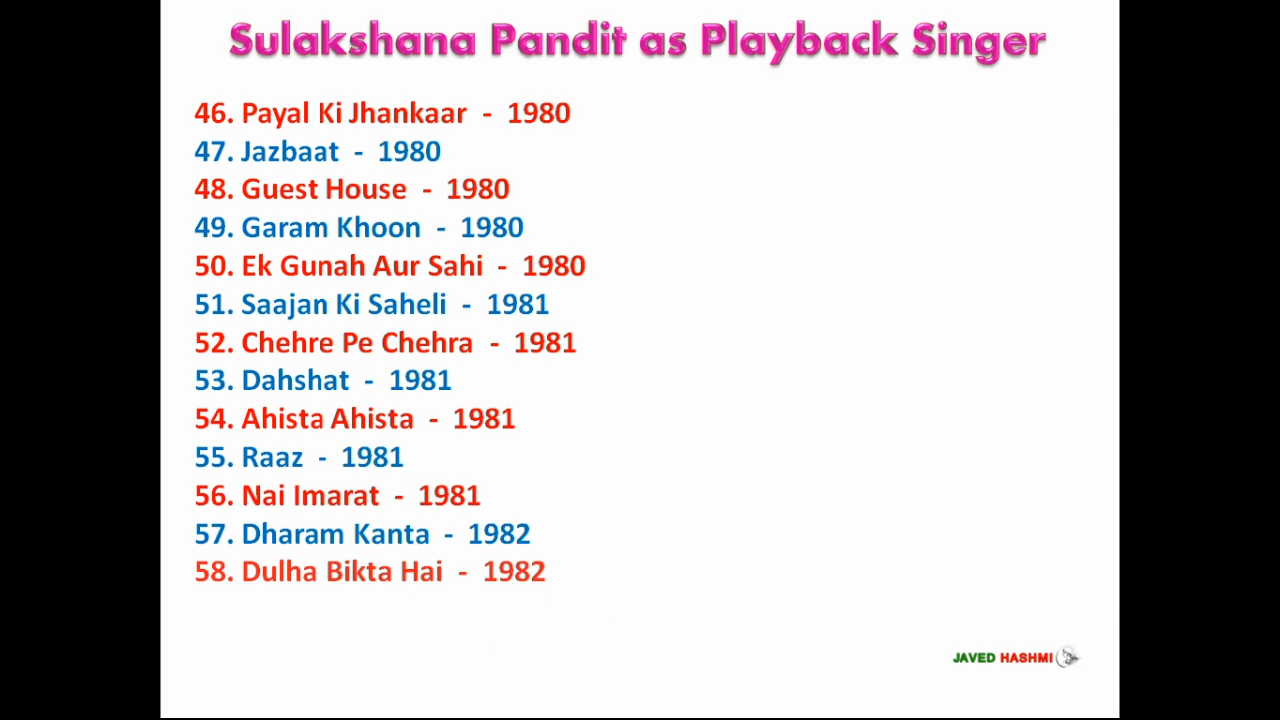 Sulakshana Pandit as Playback Singer
46. Payal Ki Jhankaar - 1980
47. Jazbaat - 1980
48. Guest House - 1980
49. Garam Khoon - 1980
50. Ek Gunah Aur Sahi - 1980
51. Saajan Ki Saheli - 1981
52. Chehre Pe Chehra - 1981
53. Dahshat - 1981
54. Ahista Ahista - 1981
55. Raaz - 1981
56. Nai Imarat - 1981
57. Dharam Kanta - 1982
58. Dulha Bikta Hai - 1982
JAVED HASHMI